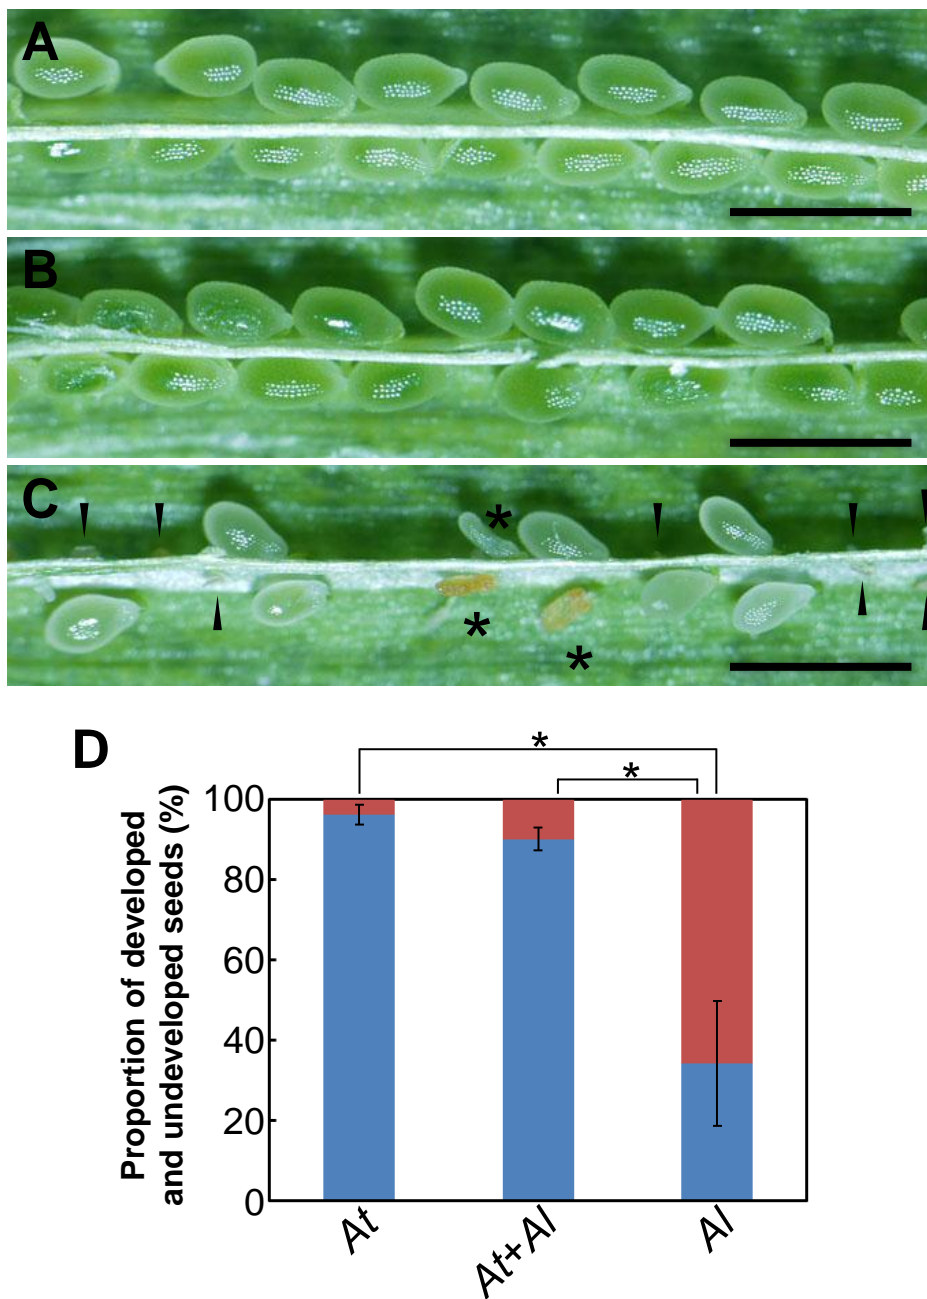 A
B
C
*
*
*
D
*
*
Proportion of developed
and undeveloped seeds (%)
100
80
60
40
20
0
At
At+Al
Al